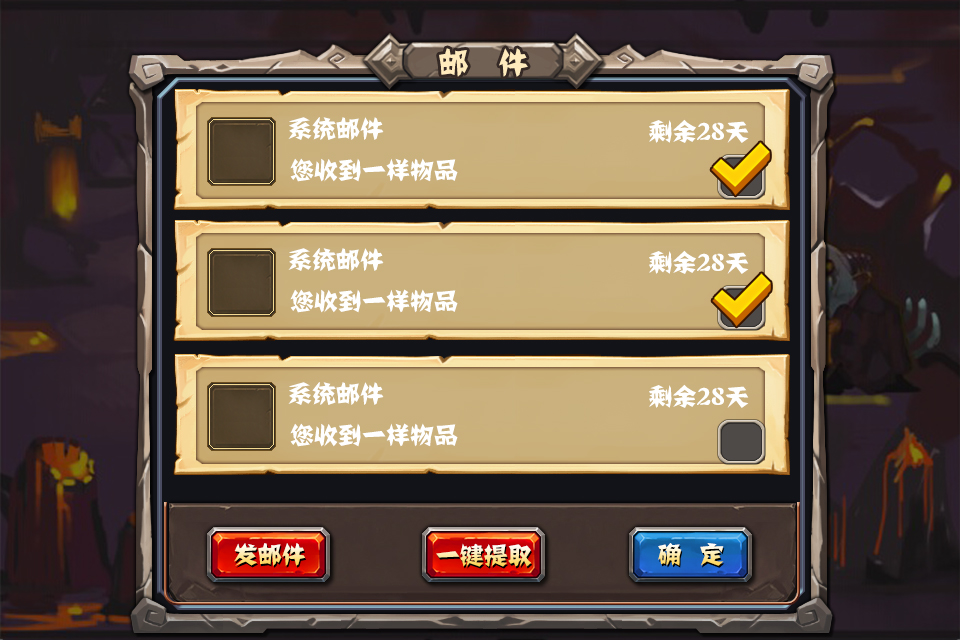 邮 件
系统邮件 剩余28天
您收到一样物品
系统邮件 剩余28天
您收到一样物品
系统邮件 剩余28天
您收到一样物品
发邮件 一键提取 确 定